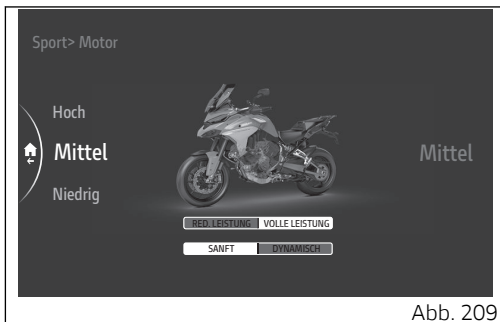 Sport> Motor
Hoch
Mittel
Mittel
Niedrig
RED. LEISTUNG VOLLE LEISTUNG
SANFT DYNAMISCH
Abb. 209